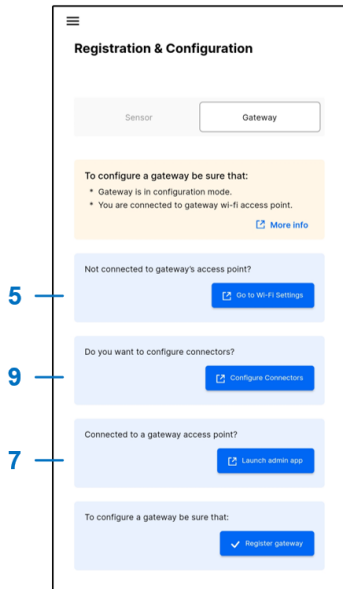 Registration & Configuration
Sensor
Gateway
To configure a gateway be sure that:
* Gateway is in configuration mode.
* You are connected to gateway wi-fi access point.
More info
Not connected to gateway's access point?
5
Go to Wi-Fi Settings
Do you want to configure connectors?
9
Configure Connectors
Connected to a gateway access point?
7
Launch admin app
To configure a gateway be sure that:
Register gateway